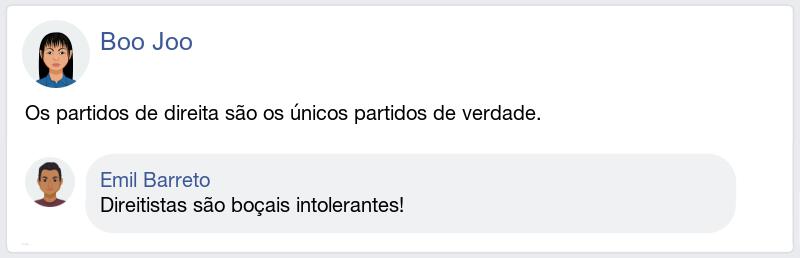 Boo Joo
Os partidos de direita são os únicos partidos de verdade.
Emil Barreto
Direitistas são boçais intolerantes!